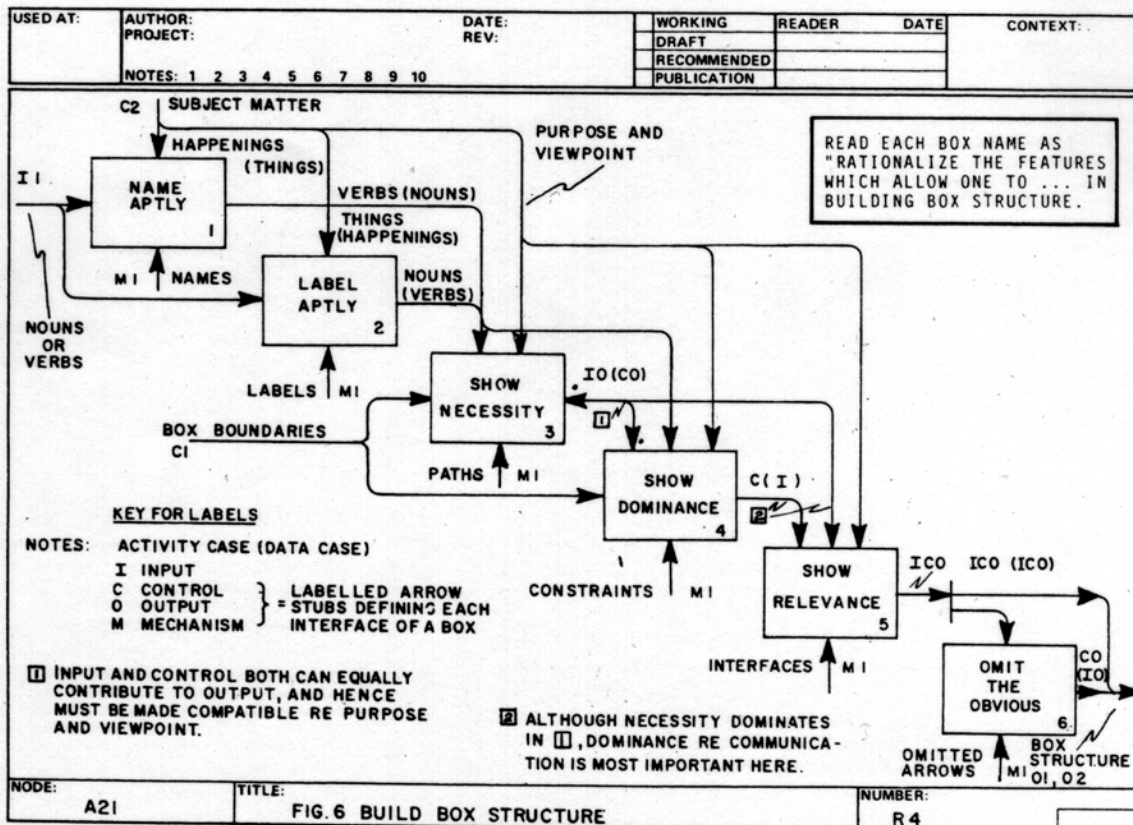 USED AT:
AUTHOR:
PROJECT:
DATE:
REV:
NOTES: 1 2 3 4 5 6 7 8 9 10
WORKING
DRAFT
RECOMMENDED
PUBLICATION
READER DATE
CONTEXT:
C2 SUBJECT MATTER
HAPPENINGS
(THINGS)
PURPOSE AND
VIEWPOINT
READ EACH BOX NAME AS
"RATIONALIZE THE FEATURES
WHICH ALLOW ONE TO ... IN
BUILDING BOX STRUCTURE.
I1
NAME
APTLY
1
VERBS (NOUNS)
THINGS
(HAPPENINGS)
M1 NAMES
NOUNS
OR
VERBS
LABEL
APTLY
2
NOUNS
(VERBS)
LABELS M1
SHOW
NECESSITY
3
IO (CO)
1
BOX BOUNDARIES
C1
PATHS M1
SHOW
DOMINANCE
4
C(I)
2
CONSTRAINTS M1
SHOW
RELEVANCE
5
ICO ICO (ICO)
INTERFACES M1
OMIT
THE
OBVIOUS
6
CO
(IO)
OMITTED
ARROWS M1
BOX
STRUCTURE
O1, O2
KEY FOR LABELS
NOTES: ACTIVITY CASE (DATA CASE)
I INPUT
C CONTROL
O OUTPUT
M MECHANISM
LABELLED ARROW
= STUBS DEFINING EACH
INTERFACE OF A BOX
1 INPUT AND CONTROL BOTH CAN EQUALLY
CONTRIBUTE TO OUTPUT, AND HENCE
MUST BE MADE COMPATIBLE RE PURPOSE
AND VIEWPOINT.
2 ALTHOUGH NECESSITY DOMINATES
IN 1, DOMINANCE RE COMMUNICA-
TION IS MOST IMPORTANT HERE.
NODE:
A21
TITLE:
FIG. 6 BUILD BOX STRUCTURE
NUMBER:
R4